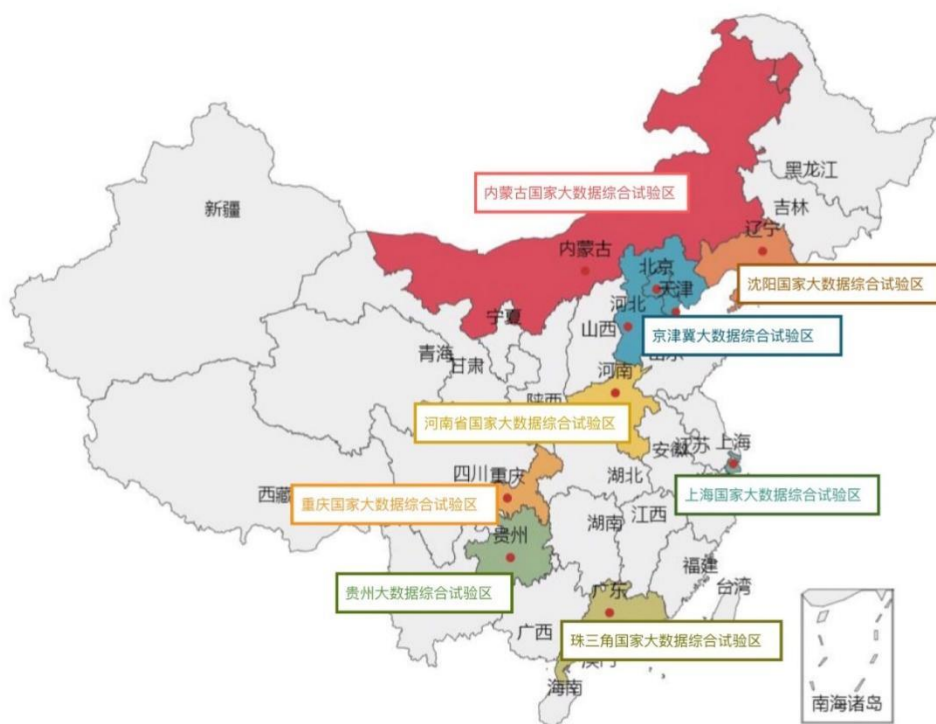 黑龙江
内蒙古国家大数据综合试验区
吉林
新疆
辽宁
内蒙古
北京
天津
沈阳国家大数据综合试验区
河北
宁夏
山西
京津冀大数据综合试验区
青海
甘肃
山东
河南
陕西
河南省国家大数据综合试验区
安徽
江苏
上海
四川
重庆
湖北
西藏
重庆国家大数据综合试验区
上海国家大数据综合试验区
湖南
江西
贵州
福建
贵州大数据综合试验区
广东
台湾
广西
珠三角国家大数据综合试验区
澳门
海南
南海诸岛